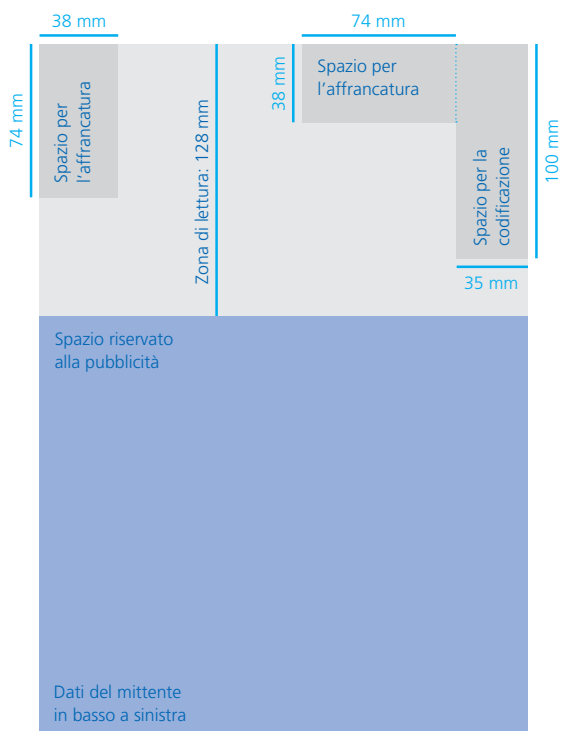 38 mm
74 mm
74 mm
Spazio per
l’affrancatura
Zona di lettura: 128 mm
38 mm
Spazio per
l’affrancatura
Spazio per la
codificazione
100 mm
35 mm
Spazio riservato
alla pubblicità
Dati del mittente
in basso a sinistra